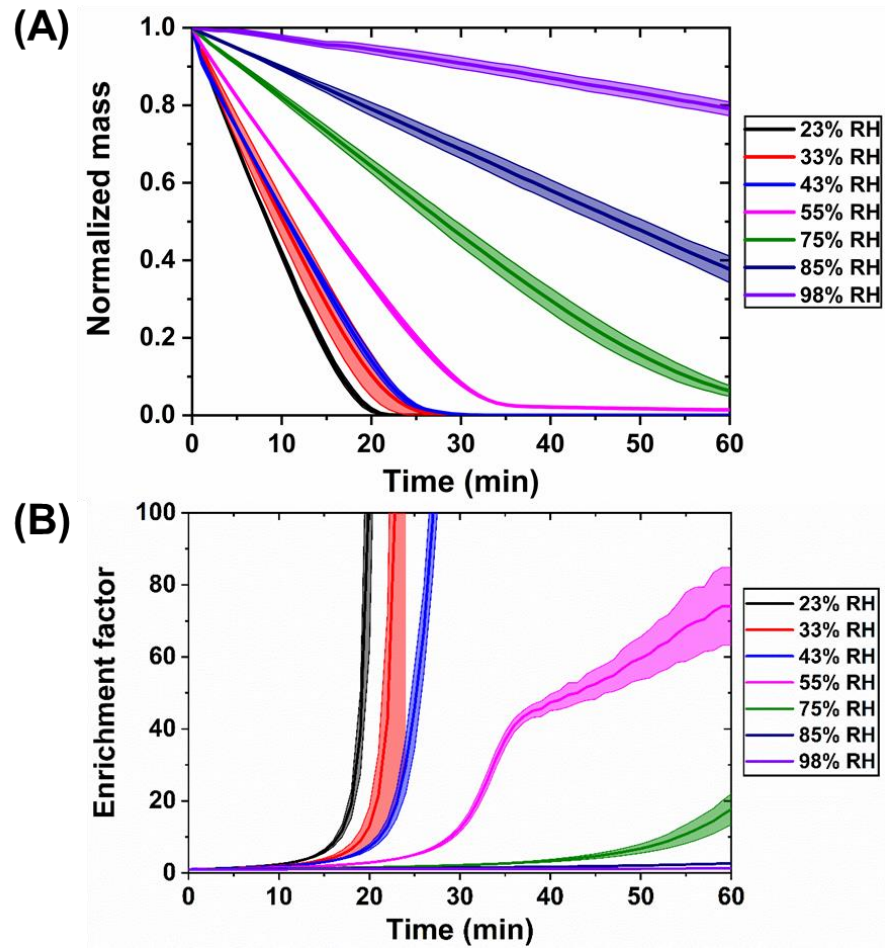 (A)
Normalized mass
1.0
0.8
0.6
0.4
0.2
0.0
0 10 20 30 40 50 60
Time (min)
23% RH
33% RH
43% RH
55% RH
75% RH
85% RH
98% RH
(B)
Enrichment factor
100
80
60
40
20
0
0 10 20 30 40 50 60
Time (min)
23% RH
33% RH
43% RH
55% RH
75% RH
85% RH
98% RH